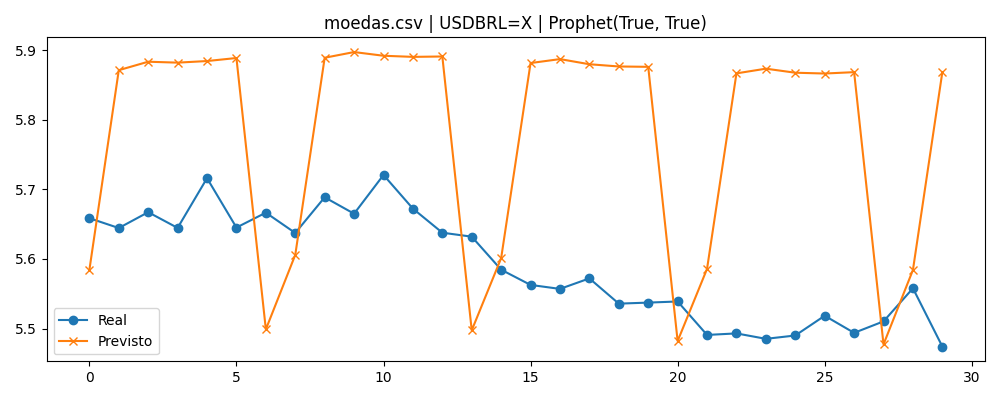 moedas.csv | USDBRL=X | Prophet(True, True)
5.9
5.8
5.7
5.6
5.5
Real
Previsto
0 5 10 15 20 25 30